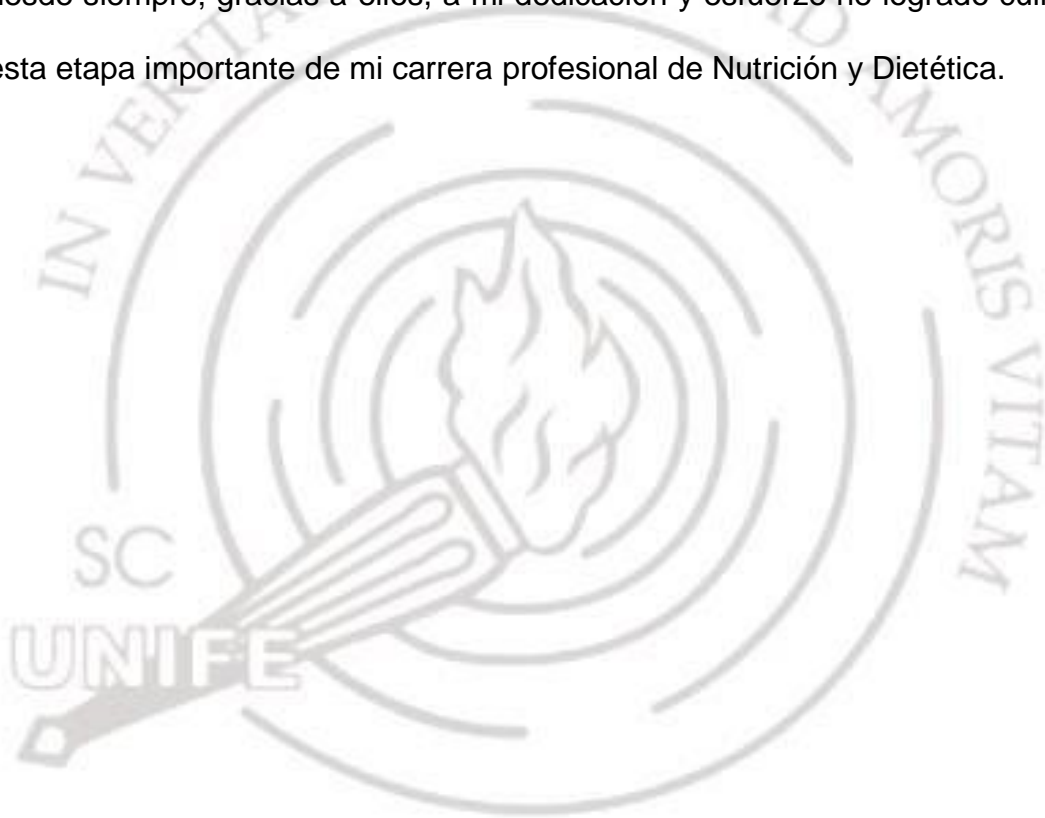 desde siempre, gracias a ellos, a mi dedicación y esfuerzo he logrado
esta etapa importante de mi carrera profesional de Nutrición y Dietética.
IN AMORIS VITAM
SC
UNIFE